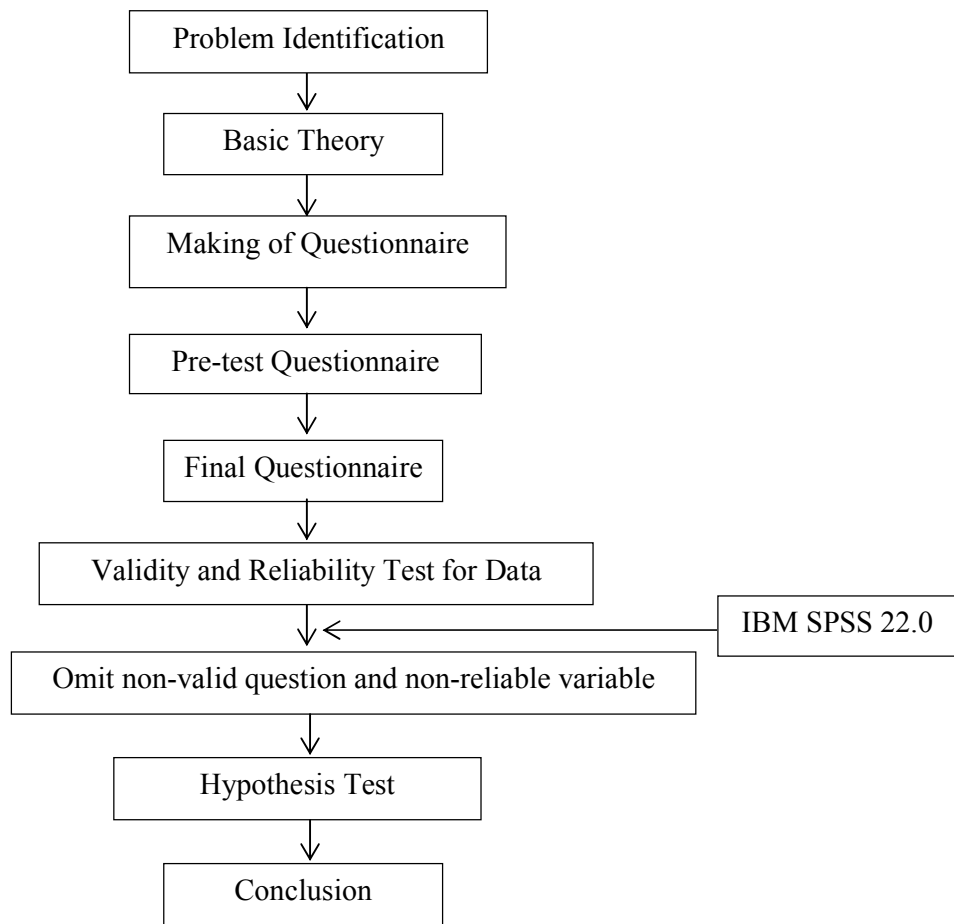 Problem Identification
Basic Theory
Making of Questionnaire
Pre-test Questionnaire
Final Questionnaire
Validity and Reliability Test for Data
IBM SPSS 22.0
Omit non-valid question and non-reliable variable
Hypothesis Test
Conclusion